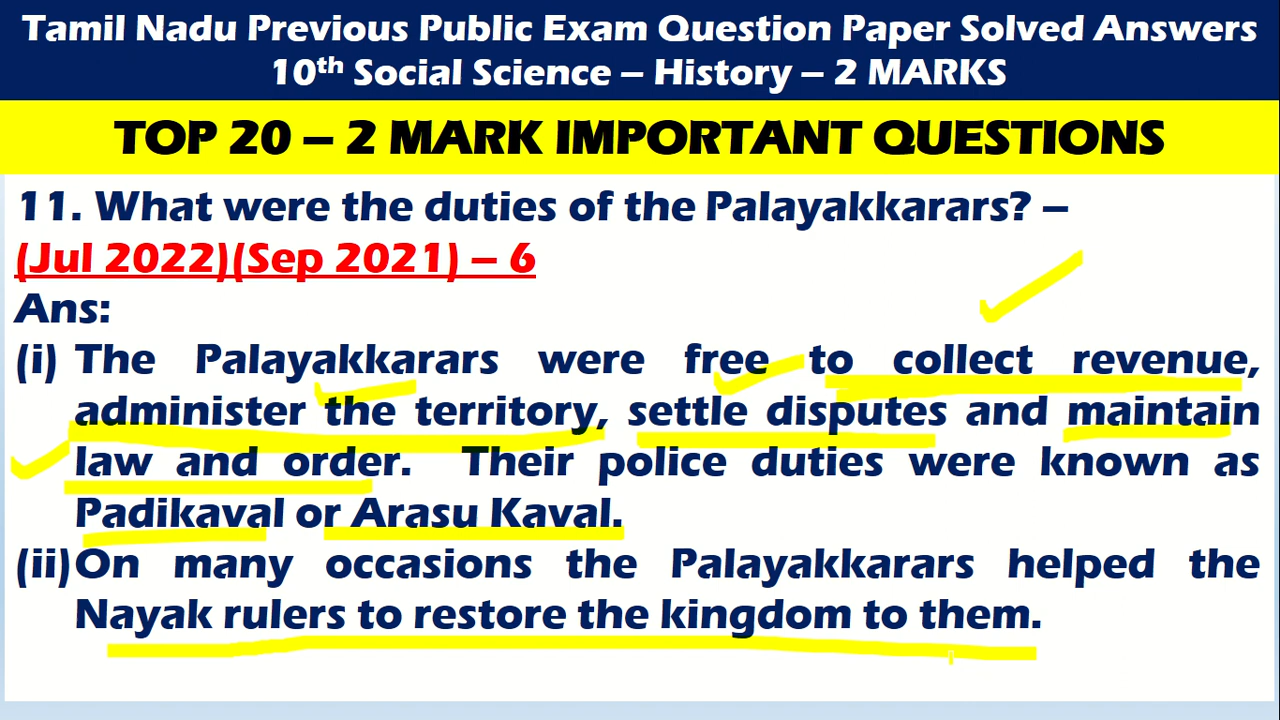 Tamil Nadu Previous Public Exam Question Paper Solved Answers
10th Social Science – History – 2 MARKS
TOP 20 – 2 MARK IMPORTANT QUESTIONS
11. What were the duties of the Palayakkarars? –
(Jul 2022)(Sep 2021) – 6
Ans:
(i) The Palayakkarars were free to collect revenue,
administer the territory, settle disputes and maintain
law and order. Their police duties were known as
Padikaval or Arasu Kaval.
(ii) On many occasions the Palayakkarars helped the
Nayak rulers to restore the kingdom to them.